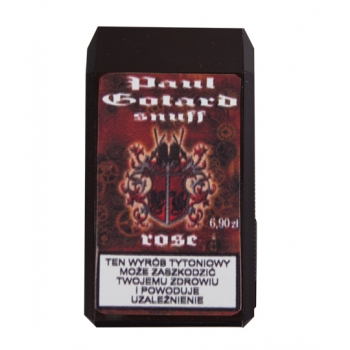 Paul
Gotard
snuff
6,90 zł
rose
TEN WYRÓB TYTONIOWY
MOŻE ZASZKODZIĆ
TWOJEMU ZDROWIU
I POWODUJE
UZALEŻNIENIE